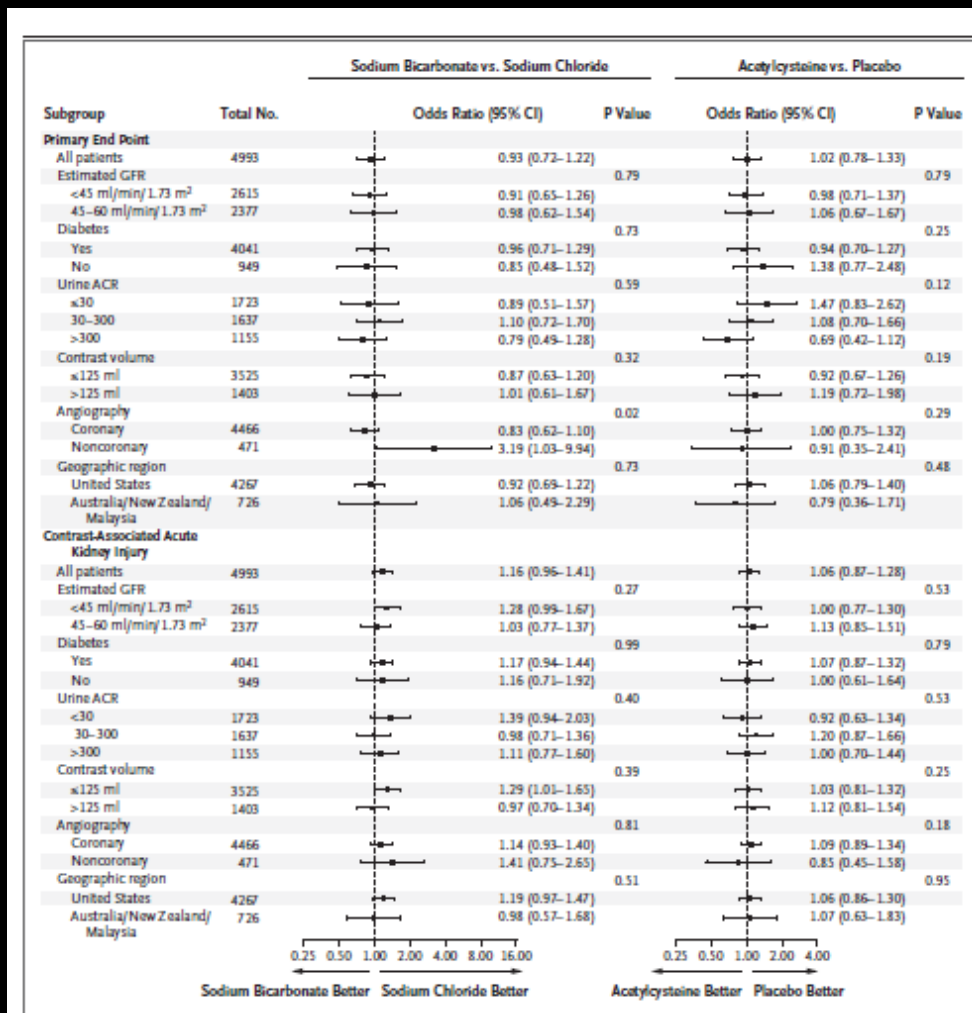 Sodium Bicarbonate vs. Sodium Chloride Acetylcysteine vs. Placebo
Subgroup Total No. Odds Ratio (95% CI) P Value Odds Ratio (95% CI) P Value
Primary End Point
All patients 4993 0.93 (0.72–1.22) 1.02 (0.78–1.33)
Estimated GFR 0.79 0.79
<45 ml/min/1.73 m² 2615 0.91 (0.65–1.26) 0.98 (0.71–1.37)
45–60 ml/min/1.73 m² 2377 0.98 (0.62–1.54) 1.06 (0.67–1.67)
Diabetes 0.73 0.25
Yes 4041 0.96 (0.71–1.29) 0.94 (0.70–1.27)
No 949 0.85 (0.48–1.52) 1.38 (0.77–2.48)
Urine ACR 0.59 0.12
≤30 1723 0.89 (0.51–1.57) 1.47 (0.83–2.62)
30–300 1637 1.10 (0.72–1.70) 1.08 (0.70–1.66)
>300 1155 0.79 (0.49–1.28) 0.69 (0.42–1.12)
Contrast volume 0.32 0.19
≤125 ml 3525 0.87 (0.63–1.20) 0.92 (0.67–1.26)
>125 ml 1403 1.01 (0.61–1.67) 1.19 (0.72–1.98)
Angiography 0.02 0.29
Coronary 4466 0.83 (0.62–1.10) 1.00 (0.75–1.32)
Noncoronary 471 3.19 (1.03–9.94) 0.91 (0.35–2.41)
Geographic region 0.73 0.48
United States 4267 0.92 (0.69–1.22) 1.06 (0.79–1.40)
Australia/New Zealand/ 726 1.06 (0.49–2.29) 0.79 (0.36–1.71)
Malaysia
Contrast-Associated Acute
Kidney Injury
All patients 4993 1.16 (0.96–1.41) 1.06 (0.87–1.28)
Estimated GFR 0.27 0.53
<45 ml/min/1.73 m² 2615 1.28 (0.99–1.67) 1.00 (0.77–1.30)
45–60 ml/min/1.73 m² 2377 1.03 (0.77–1.37) 1.13 (0.85–1.51)
Diabetes 0.99 0.79
Yes 4041 1.17 (0.94–1.44) 1.07 (0.87–1.32)
No 949 1.16 (0.71–1.92) 1.00 (0.61–1.64)
Urine ACR 0.40 0.53
<30 1723 1.39 (0.94–2.03) 0.92 (0.63–1.34)
30–300 1637 0.98 (0.71–1.36) 1.20 (0.87–1.66)
>300 1155 1.11 (0.77–1.60) 1.00 (0.70–1.44)
Contrast volume 0.39 0.25
≤125 ml 3525 1.29 (1.01–1.65) 1.03 (0.81–1.32)
>125 ml 1403 0.97 (0.70–1.34) 1.12 (0.81–1.54)
Angiography 0.81 0.18
Coronary 4466 1.14 (0.93–1.40) 1.09 (0.89–1.34)
Noncoronary 471 1.41 (0.75–2.65) 0.85 (0.45–1.58)
Geographic region 0.51 0.95
United States 4267 1.19 (0.97–1.47) 1.06 (0.86–1.30)
Australia/New Zealand/ 726 0.98 (0.57–1.68) 1.07 (0.63–1.83)
Malaysia
0.25 0.50 1.00 2.00 4.00 8.00 16.00 0.25 0.50 1.00 2.00 4.00
Sodium Bicarbonate Better Sodium Chloride Better Acetylcysteine Better Placebo Better